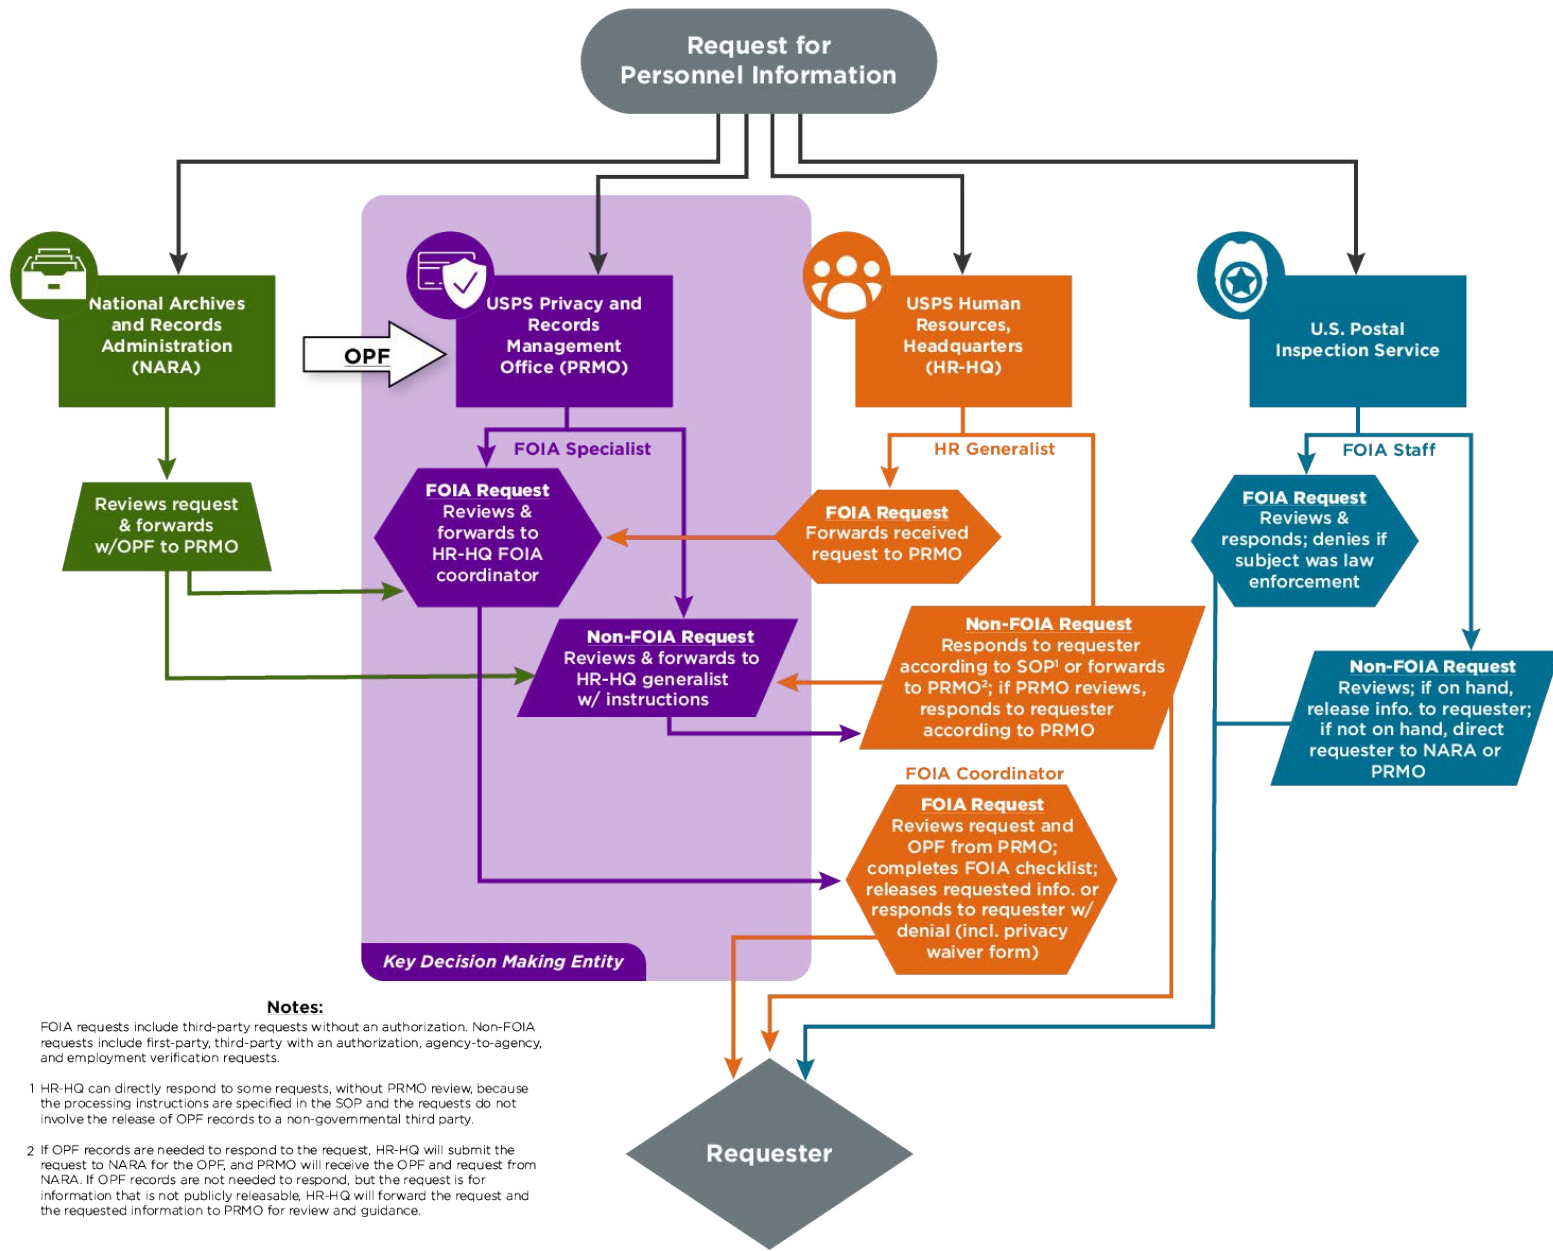 Request for
Personnel Information
National Archives
and Records
Administration
(NARA)
OPF
USPS Privacy and
Records
Management
Office (PRMO)
USPS Human
Resources,
Headquarters
(HR-HQ)
U.S. Postal
Inspection Service
FOIA Specialist
HR Generalist
FOIA Staff
Reviews request
& forwards
w/OPF to PRMO
FOIA Request
Reviews &
forwards to
HR-HQ FOIA
coordinator
FOIA Request
Forwards received
request to PRMO
FOIA Request
Reviews &
responds; denies if
subject was law
enforcement
Non-FOIA Request
Reviews & forwards to
HR-HQ generalist
w/ instructions
Non-FOIA Request
Responds to requester
according to SOP¹ or forwards
to PRMO²; if PRMO reviews,
responds to requester
according to PRMO
Non-FOIA Request
Reviews; if on hand,
release info. to requester;
if not on hand, direct
requester to NARA or
PRMO
FOIA Coordinator
FOIA Request
Reviews request and
OPF from PRMO;
completes FOIA checklist;
releases requested info. or
responds to requester w/
denial (incl. privacy
waiver form)
Key Decision Making Entity
Notes:
FOIA requests include third-party requests without an authorization. Non-FOIA
requests include first-party, third-party with an authorization, agency-to-agency,
and employment verification requests.
1 HR-HQ can directly respond to some requests, without PRMO review, because
the processing instructions are specified in the SOP and the requests do not
involve the release of OPF records to a non-governmental third party.
2 If OPF records are needed to respond to the request, HR-HQ will submit the
request to NARA for the OPF, and PRMO will receive the OPF and request from
NARA. If OPF records are not needed to respond, but the request is for
information that is not publicly releasable, HR-HQ will forward the request and
the requested information to PRMO for review and guidance.
Requester